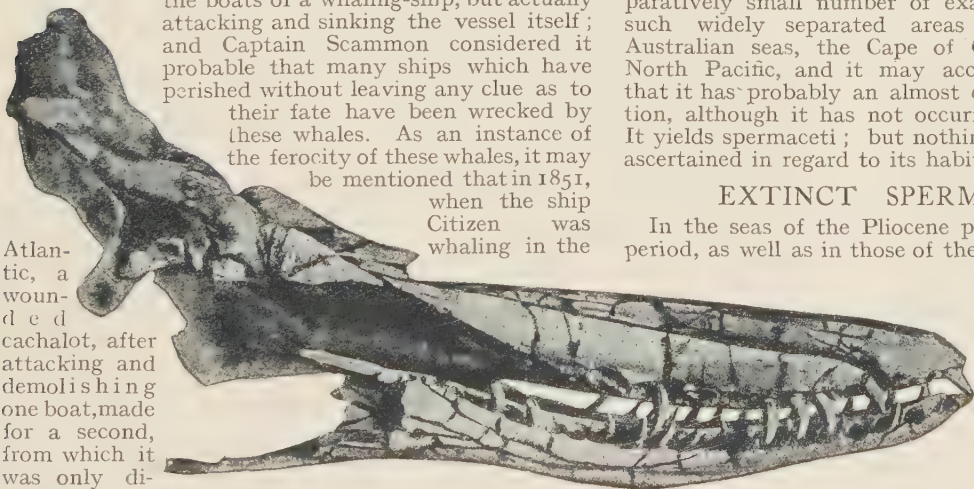 the boats of a whaling-ship, but actually
attacking and sinking the vessel itself ;
and Captain Scammon considered it
probable that many ships which have
perished without leaving any clue as to
their fate have been wrecked by
these whales. As an instance of
the ferocity of these whales, it may
be mentioned that in 1851,
when the ship
Citizen was
whaling in the
Atlan-
tic, a
woun-
d e d
cachalot, after
attacking and
demolishing
one boat, made
for a second,
from which it
was only di-
paratively small number of exa
such widely separated areas
Australian seas, the Cape of
North Pacific, and it may acc
that it has probably an almost
tion, although it has not occur
It yields spermaceti ; but nothin
ascertained in regard to its habi
EXTINCT SPERM
In the seas of the Pliocene p
period, as well as in those of the